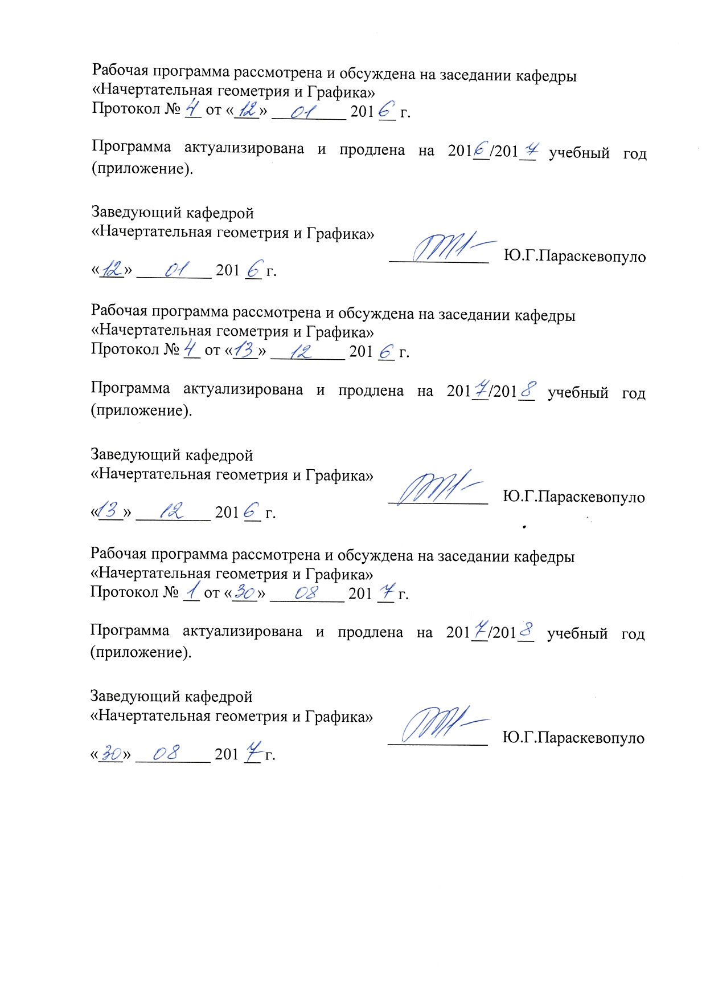 Рабочая программа рассмотрена и обсуждена на заседании кафедры
«Начертательная геометрия и Графика»
Протокол № 4 от «12» 01 2016 г.
Программа актуализирована и продлена на 2016/2017 учебный год
(приложение).
Заведующий кафедрой
«Начертательная геометрия и Графика»
Ю.Г.Параскевопуло
«12» 01 2016 г.
Рабочая программа рассмотрена и обсуждена на заседании кафедры
«Начертательная геометрия и Графика»
Протокол № 4 от «13» 12 2016 г.
Программа актуализирована и продлена на 2017/2018 учебный год
(приложение).
Заведующий кафедрой
«Начертательная геометрия и Графика»
Ю.Г.Параскевопуло
«13» 12 2016 г.
Рабочая программа рассмотрена и обсуждена на заседании кафедры
«Начертательная геометрия и Графика»
Протокол № 1 от «30» 08 2017 г.
Программа актуализирована и продлена на 2017/2018 учебный год
(приложение).
Заведующий кафедрой
«Начертательная геометрия и Графика»
Ю.Г.Параскевопуло
«30» 08 2017 г.